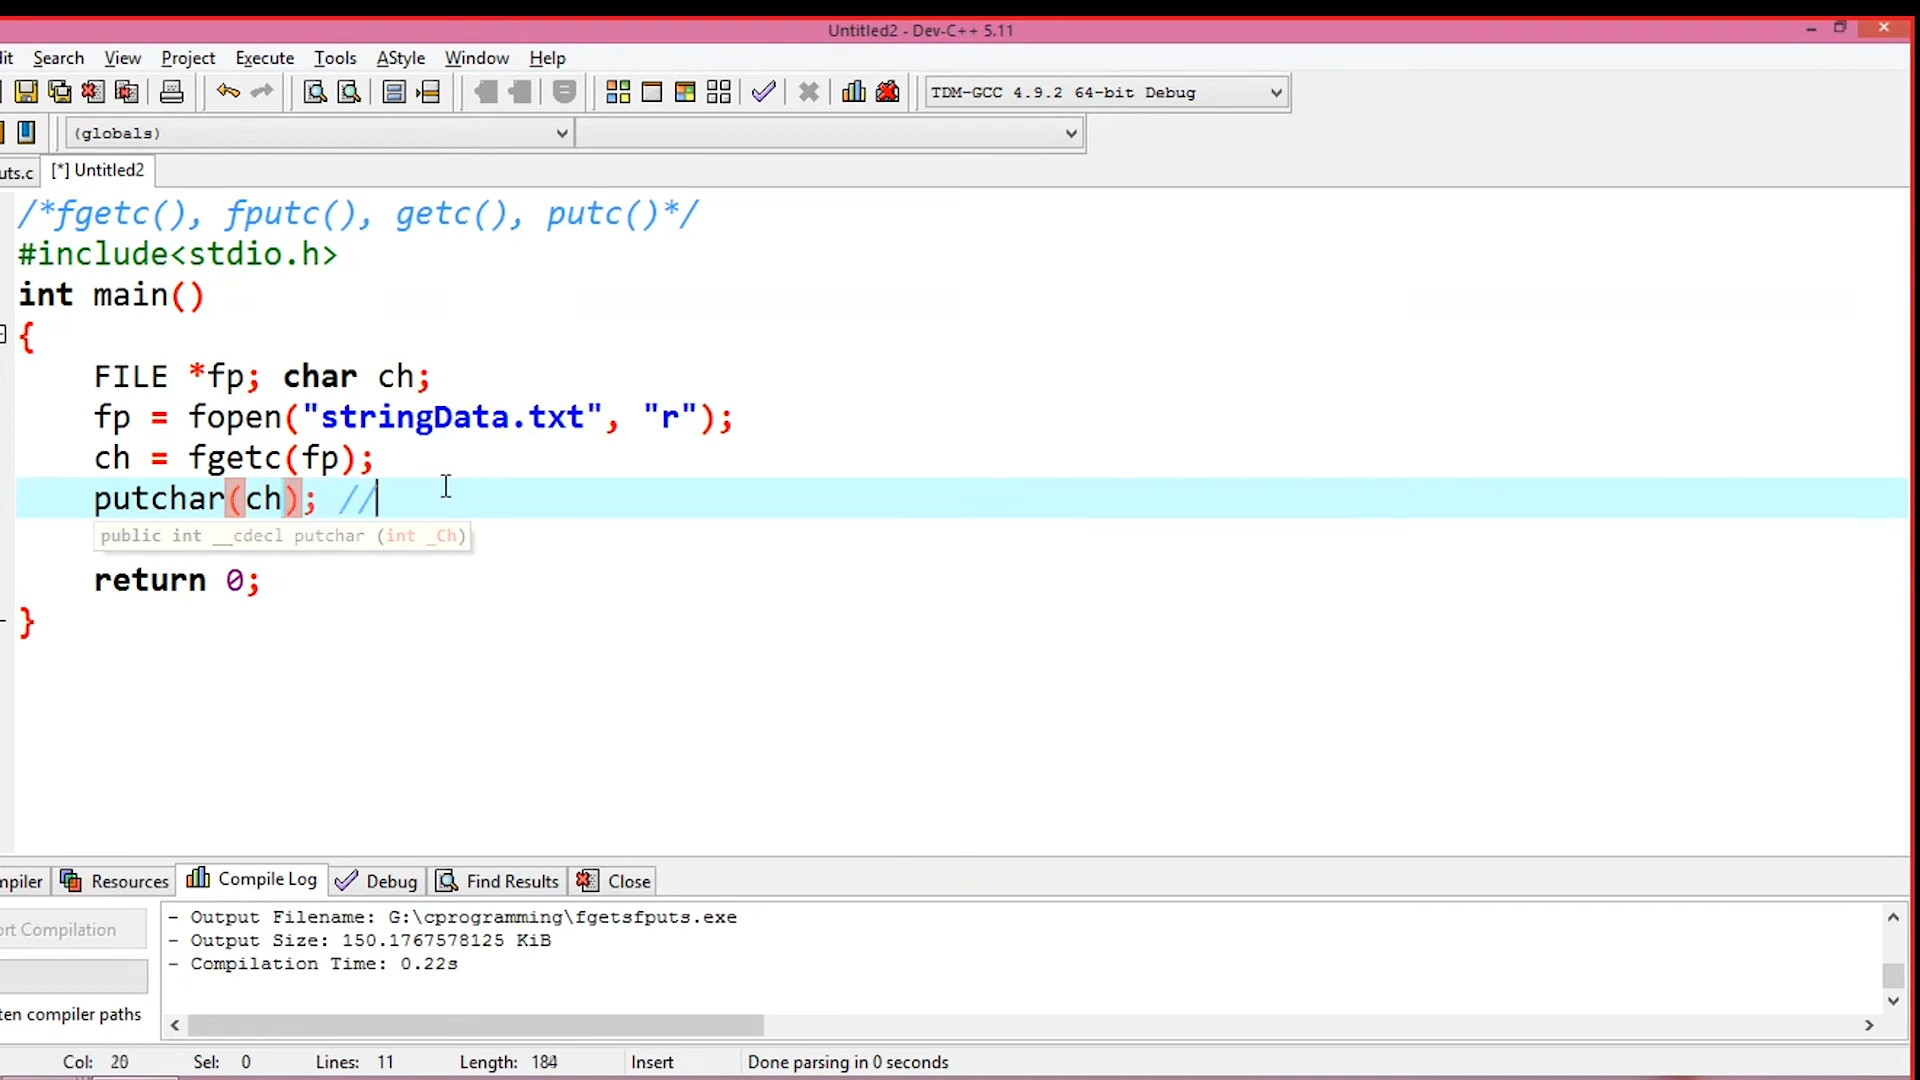 Untitled2 - Dev-C++ 5.11
it Search View Project Execute Tools AStyle Window Help
TDM-GCC 4.9.2 64-bit Debug
(globals)
uts.c [*] Untitled2
/*fgetc(), fputc(), getc(), putc()*/
#include<stdio.h>
int main()
{
FILE *fp; char ch;
fp = fopen("stringData.txt", "r");
ch = fgetc(fp);
putchar(ch); //
public int __cdecl putchar (int _Ch)
return 0;
}
mpiler Resources Compile Log Debug Find Results Close
ort Compilation
- Output Filename: G:\cprogramming\fgetsfputs.exe
- Output Size: 150.1767578125 KiB
- Compilation Time: 0.22s
ten compiler paths
Col: 20 Sel: 0 Lines: 11 Length: 184 Insert Done parsing in 0 seconds